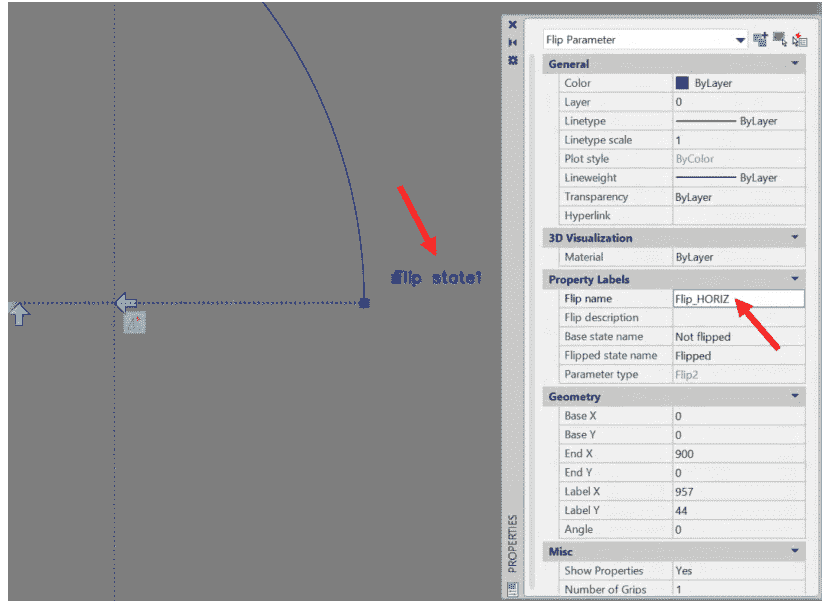 Flip Parameter
General
Color ByLayer
Layer 0
Linetype ByLayer
Linetype scale 1
Plot style ByColor
Lineweight ByLayer
Transparency ByLayer
Hyperlink
3D Visualization
Material ByLayer
Flip state1
Property Labels
Flip name Flip_HORIZ
Flip description
Base state name Not flipped
Flipped state name Flipped
Parameter type Flip2
Geometry
Base X 0
Base Y 0
End X 900
End Y 0
Label X 957
Label Y 44
Angle 0
Misc
Show Properties Yes
Number of Grips 1
PROPERTIES